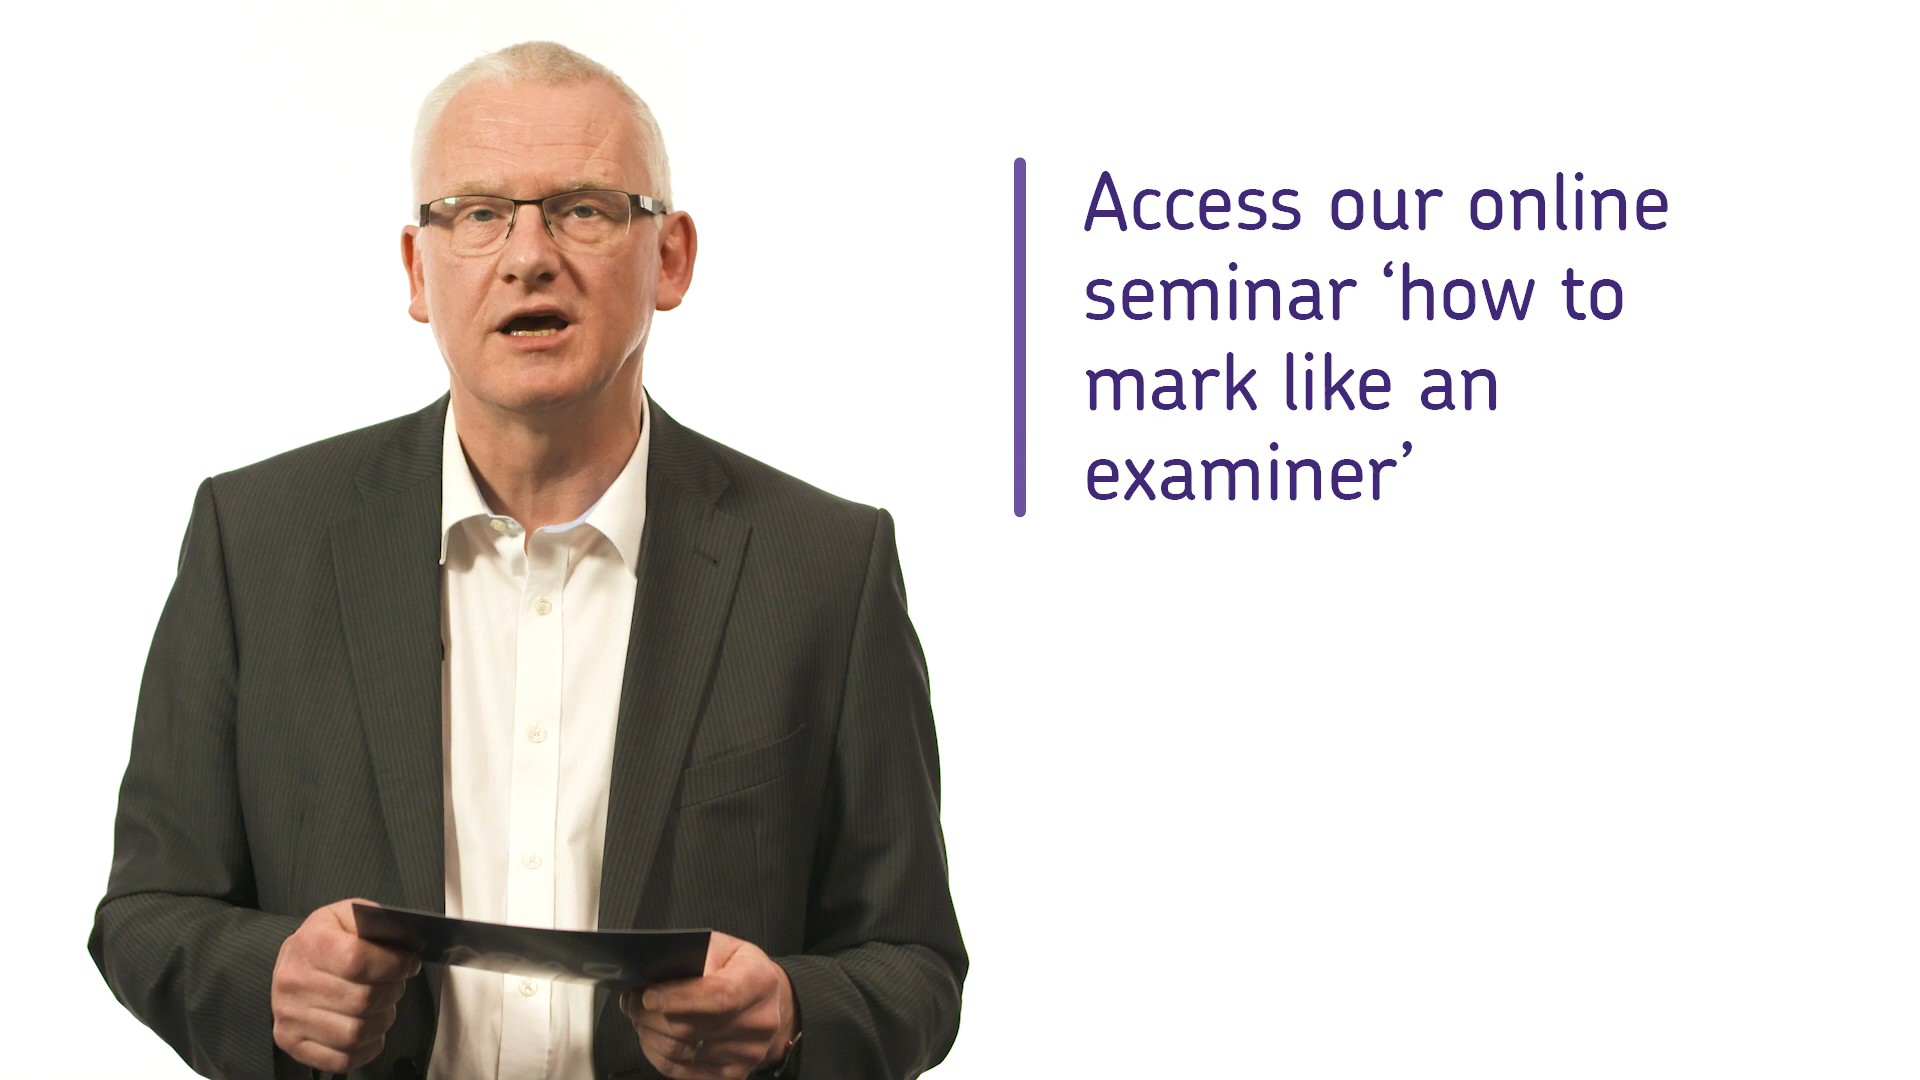 Access our online
seminar ‘how to
mark like an
examiner’